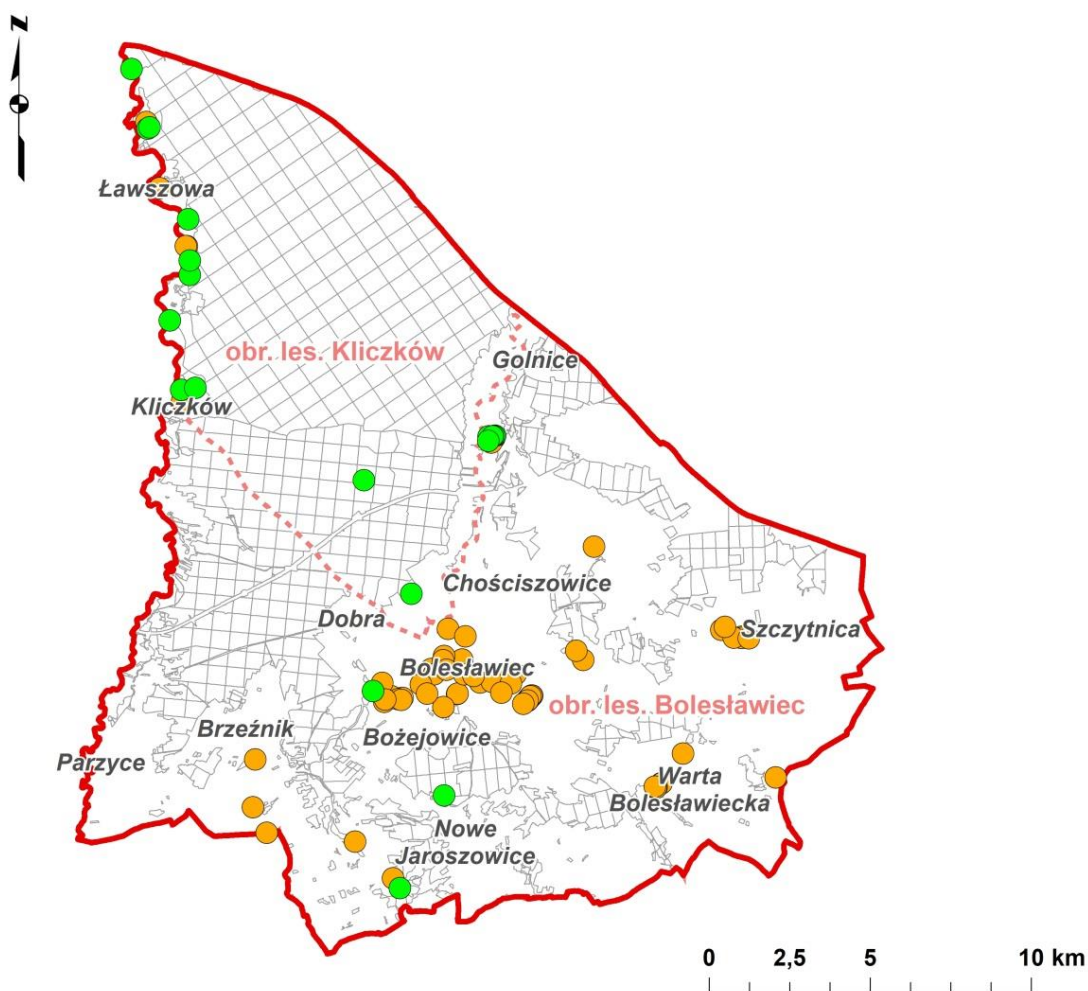 N
Ławszowa
obr. les. Kliczków
Golnice
Kliczków
Chościszowice
Dobra
Szczytnica
Bolesławiec
obr. les. Bolesławiec
Brzeźnik
Bożejowice
Parzyce
Warta
Bolesławiecka
Nowe
Jaroszowice
0 2,5 5 10 km